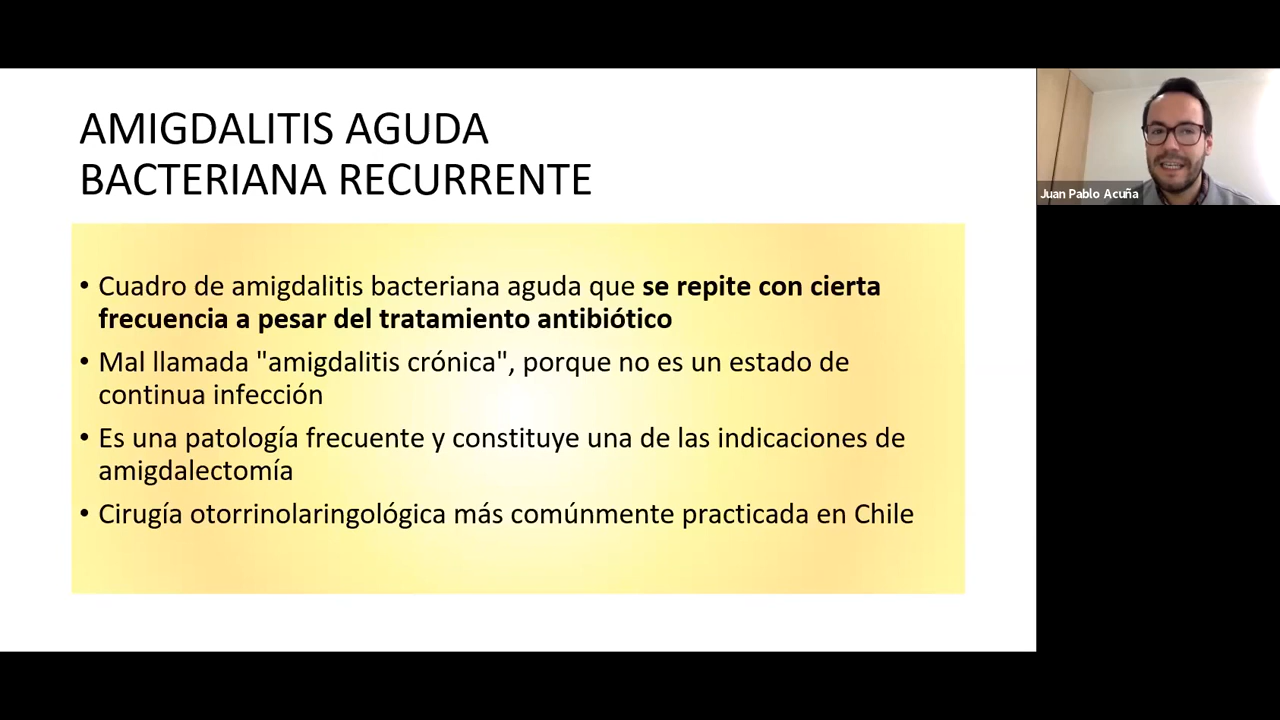 AMIGDALITIS AGUDA
BACTERIANA RECURRENTE
• Cuadro de amigdalitis bacteriana aguda que se repite con cierta
frecuencia a pesar del tratamiento antibiótico
• Mal llamada "amigdalitis crónica", porque no es un estado de
continua infección
• Es una patología frecuente y constituye una de las indicaciones de
amigdalectomía
• Cirugía otorrinolaringológica más comúnmente practicada en Chile
Juan Pablo Acuña